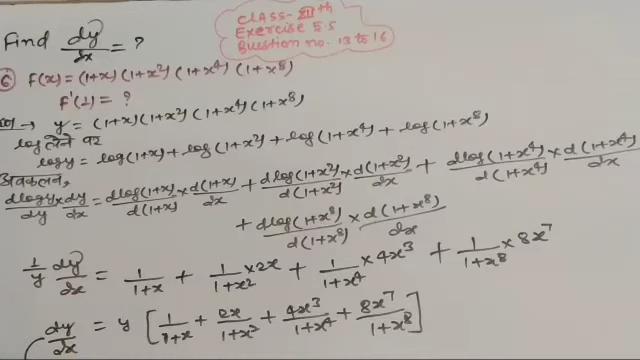 Find dy/dx = ?
CLASS-XIIth
Exercise 5.5
Question no. 13 to 16
f(x) = (1+x) (1+x²) (1+x⁴) (1+x⁸)
F'(1) = ?
→ y = (1+x) (1+x²) (1+x⁴) (1+x⁸)
log लेने पर
logy = log(1+x) + log(1+x²) + log(1+x⁴) + log(1+x⁸)
अवकलन,
dlogy/dy × dy/dx = dlog(1+x)/d(1+x) × d(1+x)/dx + dlog(1+x²)/d(1+x²) × d(1+x²)/dx + dlog(1+x⁴)/d(1+x⁴) × d(1+x⁴)/dx
+ dlog(1+x⁸)/d(1+x⁸) × d(1+x⁸)/dx
1/y dy/dx = 1/1+x + 1/1+x² × 2x + 1/1+x⁴ × 4x³ + 1/1+x⁸ × 8x⁷
dy/dx = y [1/1+x + 2x/1+x² + 4x³/1+x⁴ + 8x⁷/1+x⁸]